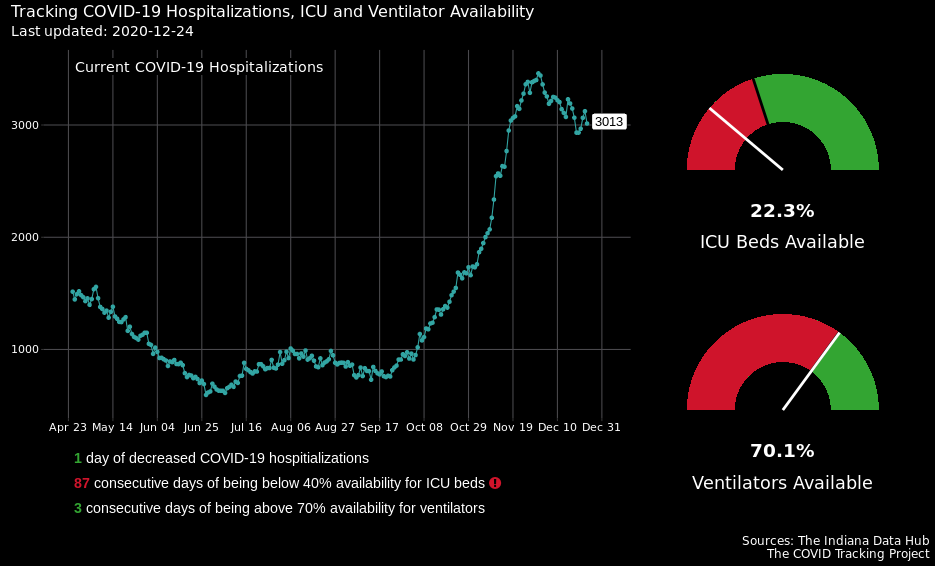 Tracking COVID-19 Hospitalizations, ICU and Ventilator Availability
Last updated: 2020-12-24
Current COVID-19 Hospitalizations
3000
2000
1000
3013
Apr 23 May 14 Jun 04 Jun 25 Jul 16 Aug 06 Aug 27 Sep 17 Oct 08 Oct 29 Nov 19 Dec 10 Dec 31
22.3%
ICU Beds Available
70.1%
Ventilators Available
1 day of decreased COVID-19 hospitializations
87 consecutive days of being below 40% availability for ICU beds
3 consecutive days of being above 70% availability for ventilators
Sources: The Indiana Data Hub
The COVID Tracking Project